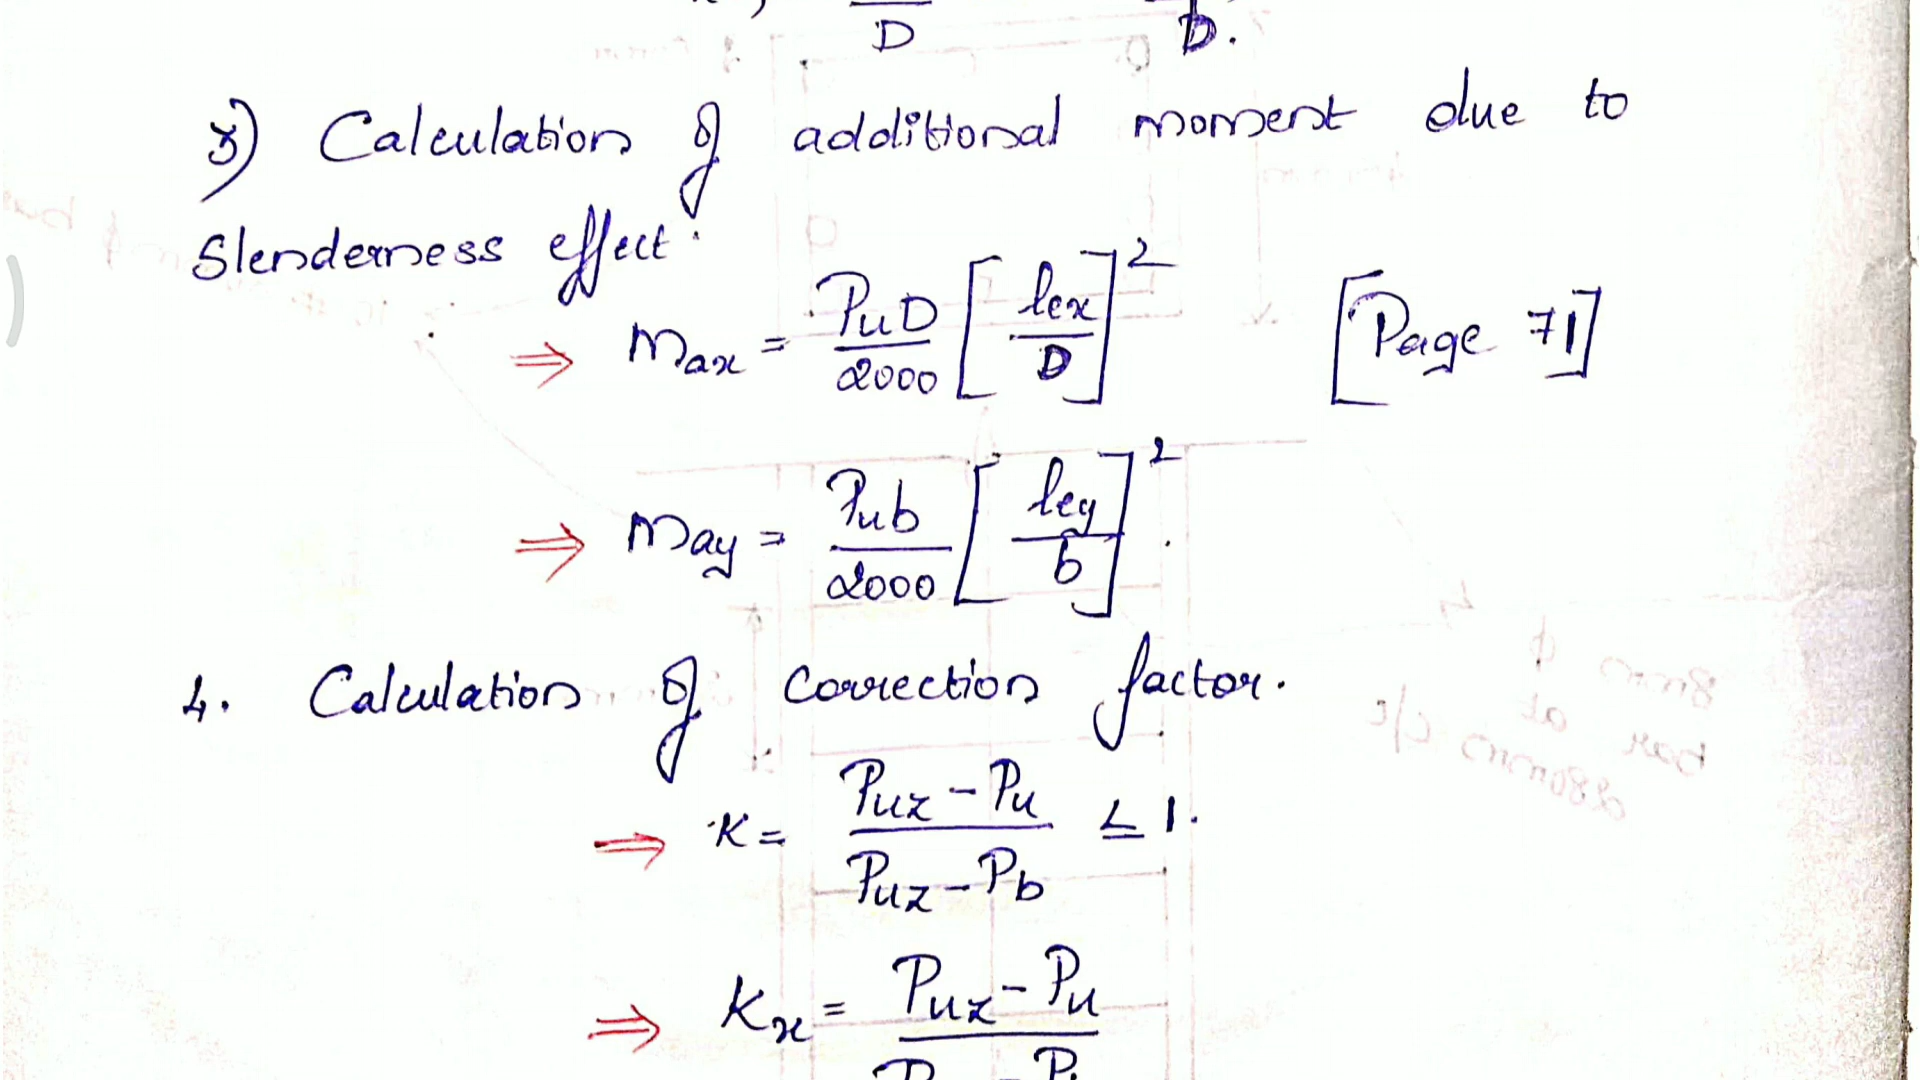 D b.
3) Calculation of additional moment due to
Slenderness effect:
⇒ Max = PuD/2000 [lex/D]² [Page 71]
⇒ May = Pub/2000 [ley/b]².
4. Calculation of correction factor.
⇒ K = Puz - Pu / Puz - Pb ≤ 1.
⇒ Kx = Puz - Pu